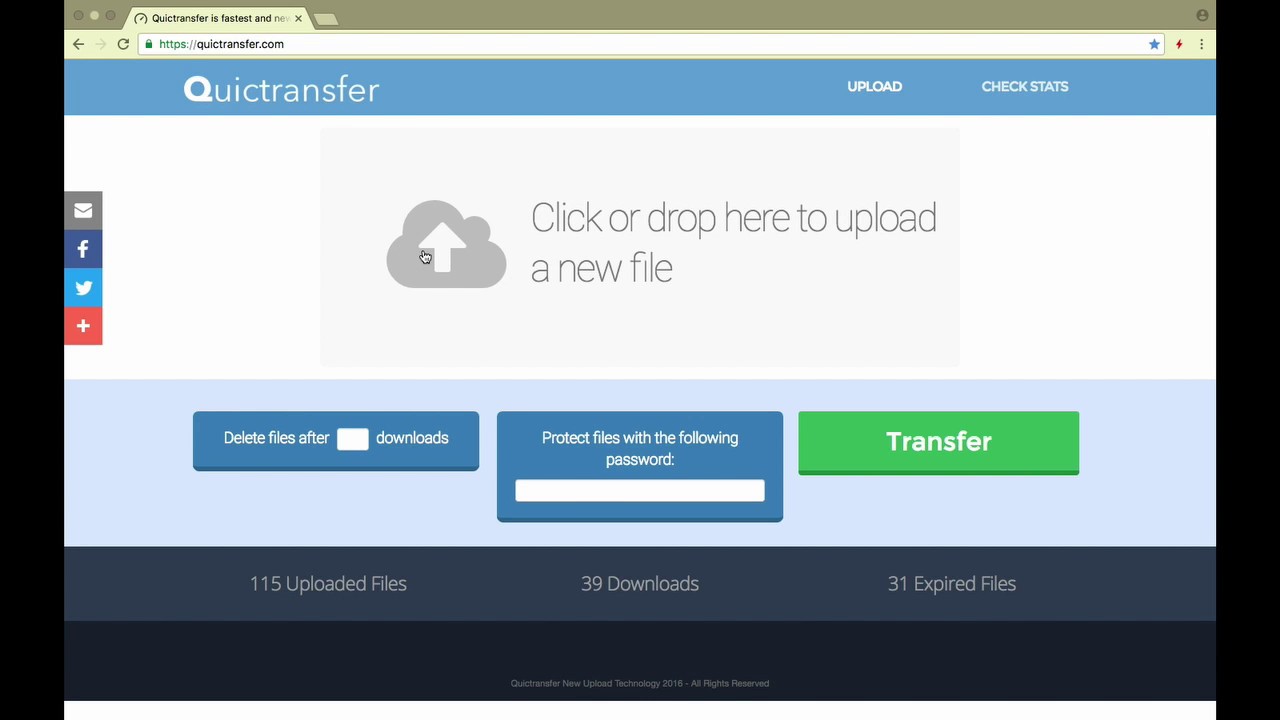 Quictransfer is fastest and new
https://quictransfer.com
Quictransfer
UPLOAD
CHECK STATS
Click or drop here to upload
a new file
Delete files after downloads
Protect files with the following
password:
Transfer
115 Uploaded Files
39 Downloads
31 Expired Files
Quictransfer New Upload Technology 2016 - All Rights Reserved